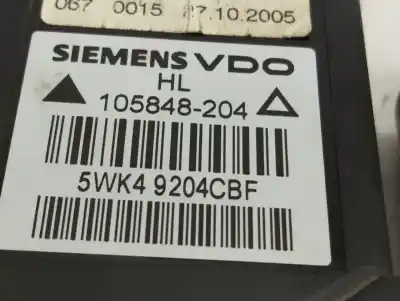 067 0015 27.10.2005
SIEMENS VDO
HL
105848-204
5WK4 9204CBF